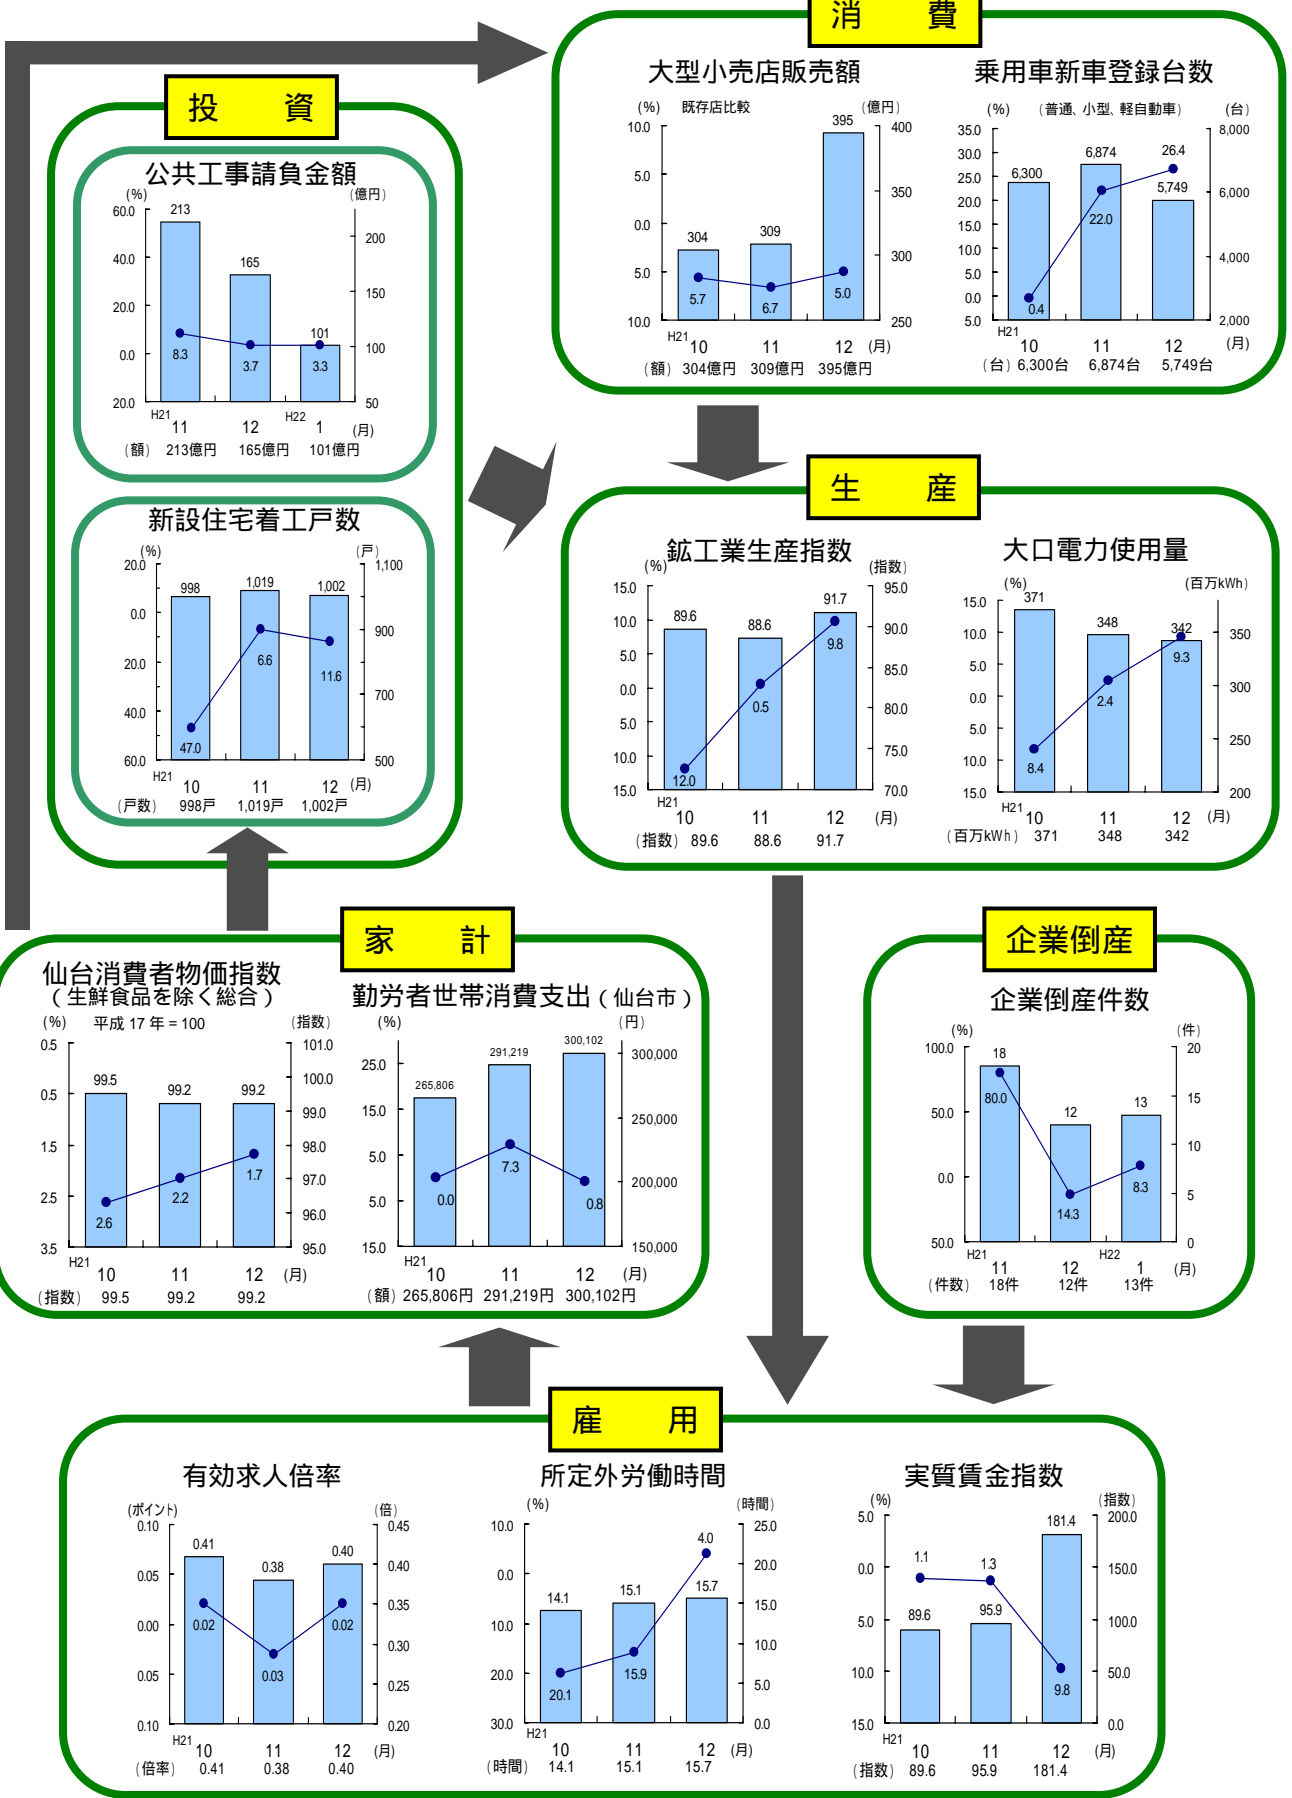 消　費
大型小売店販売額
(%) 既存店比較 (億円)
10.0
5.0
0.0
5.0
10.0
400
350
300
250
304 309 395
5.7 6.7 5.0
H21 10 11 12 (月)
(額) 304億円 309億円 395億円
乗用車新車登録台数
(%) (普通、小型、軽自動車) (台)
35.0
30.0
25.0
20.0
15.0
10.0
5.0
0.0
5.0
8,000
6,000
4,000
2,000
6,300 6,874 5,749
0.4 22.0 26.4
H21 10 11 12 (月)
(台) 6,300台 6,874台 5,749台
投　資
公共工事請負金額
(%) (億円)
60.0
40.0
20.0
0.0
20.0
200
150
100
50
213 165 101
8.3 3.7 3.3
H21 11 12 H22 1 (月)
(額) 213億円 165億円 101億円
新設住宅着工戸数
(%) (戸)
20.0
0.0
20.0
40.0
60.0
1,100
900
700
500
998 1,019 1,002
47.0 6.6 11.6
H21 10 11 12 (月)
(戸数) 998戸 1,019戸 1,002戸
生　産
鉱工業生産指数
(%) (指数)
15.0
10.0
5.0
0.0
5.0
10.0
15.0
95.0
90.0
85.0
80.0
75.0
70.0
89.6 88.6 91.7
12.0 0.5 9.8
H21 10 11 12 (月)
(指数) 89.6 88.6 91.7
大口電力使用量
(%) (百万kWh)
15.0
10.0
5.0
0.0
5.0
10.0
15.0
350
300
250
200
371 348 342
8.4 2.4 9.3
H21 10 11 12 (月)
(百万kWh) 371 348 342
家　計
仙台消費者物価指数
(生鮮食品を除く総合)
(%) 平成 17 年 = 100 (指数)
0.5
0.5
1.5
2.5
3.5
101.0
100.0
99.0
98.0
97.0
96.0
95.0
99.5 99.2 99.2
2.6 2.2 1.7
H21 10 11 12 (月)
(指数) 99.5 99.2 99.2
勤労者世帯消費支出(仙台市)
(%) (円)
25.0
15.0
5.0
5.0
15.0
300,000
250,000
200,000
150,000
265,806 291,219 300,102
0.0 7.3 0.8
H21 10 11 12 (月)
(額) 265,806円 291,219円 300,102円
企業倒産
企業倒産件数
(%) (件)
100.0
50.0
0.0
50.0
20
15
10
5
0
18 12 13
80.0 14.3 8.3
H21 11 12 H22 1 (月)
(件数) 18件 12件 13件
雇　用
有効求人倍率
(ポイント) (倍)
0.10
0.05
0.00
0.05
0.10
0.45
0.40
0.35
0.30
0.25
0.20
0.41 0.38 0.40
0.02 0.03 0.02
H21 10 11 12 (月)
(倍率) 0.41 0.38 0.40
所定外労働時間
(%) (時間)
10.0
0.0
10.0
20.0
30.0
25.0
20.0
15.0
10.0
5.0
0.0
14.1 15.1 15.7
20.1 15.9 4.0
H21 10 11 12 (月)
(時間) 14.1 15.1 15.7
実質賃金指数
(%) (指数)
5.0
0.0
5.0
10.0
15.0
200.0
150.0
100.0
50.0
0.0
89.6 95.9 181.4
1.1 1.3 9.8
H21 10 11 12 (月)
(指数) 89.6 95.9 181.4